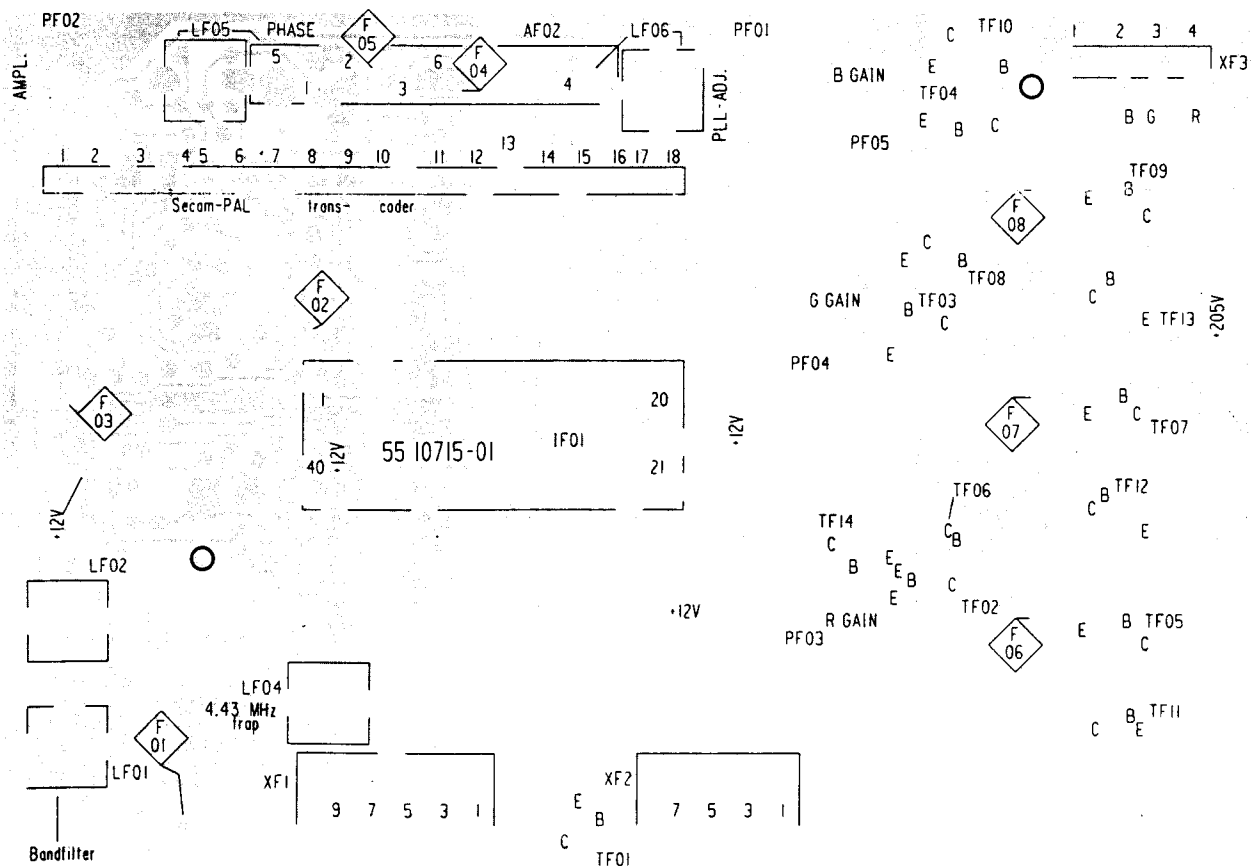 PF02
LF05
PHASE
F
05
AF02
LF06
PF01
TF10
C
1 2 3 4
XF3
AMPL.
5 2 6
F
04
1 3 4
PLL-ADJ.
B GAIN
E B
TF04
E B C
PF05
B G R
13
1 2 3 4 5 6 7 8 9 10 11 12 14 15 16 17 18
Secam-PAL trans- coder
TF09
B
E
C
F
08
C
E B
TF08
F
02
G GAIN
B TF03
C
B
C
E TF13
+205V
PF04
E
F
03
1 20
+12V
55 10715-01
IF01
40 21
+12V
F
07
B
E C
TF07
+12V
TF06
C
B
TF14
C
B
E
E
B
E
C
TF02
B TF12
C
E
LF02
+12V
R GAIN
PF03
F
06
B TF05
E
C
LF04
4.43 MHz
trap
F
01
LF01
B TF11
C E
XF1
9 7 5 3 1
E
B
C
TF01
XF2
7 5 3 1
Bandfilter